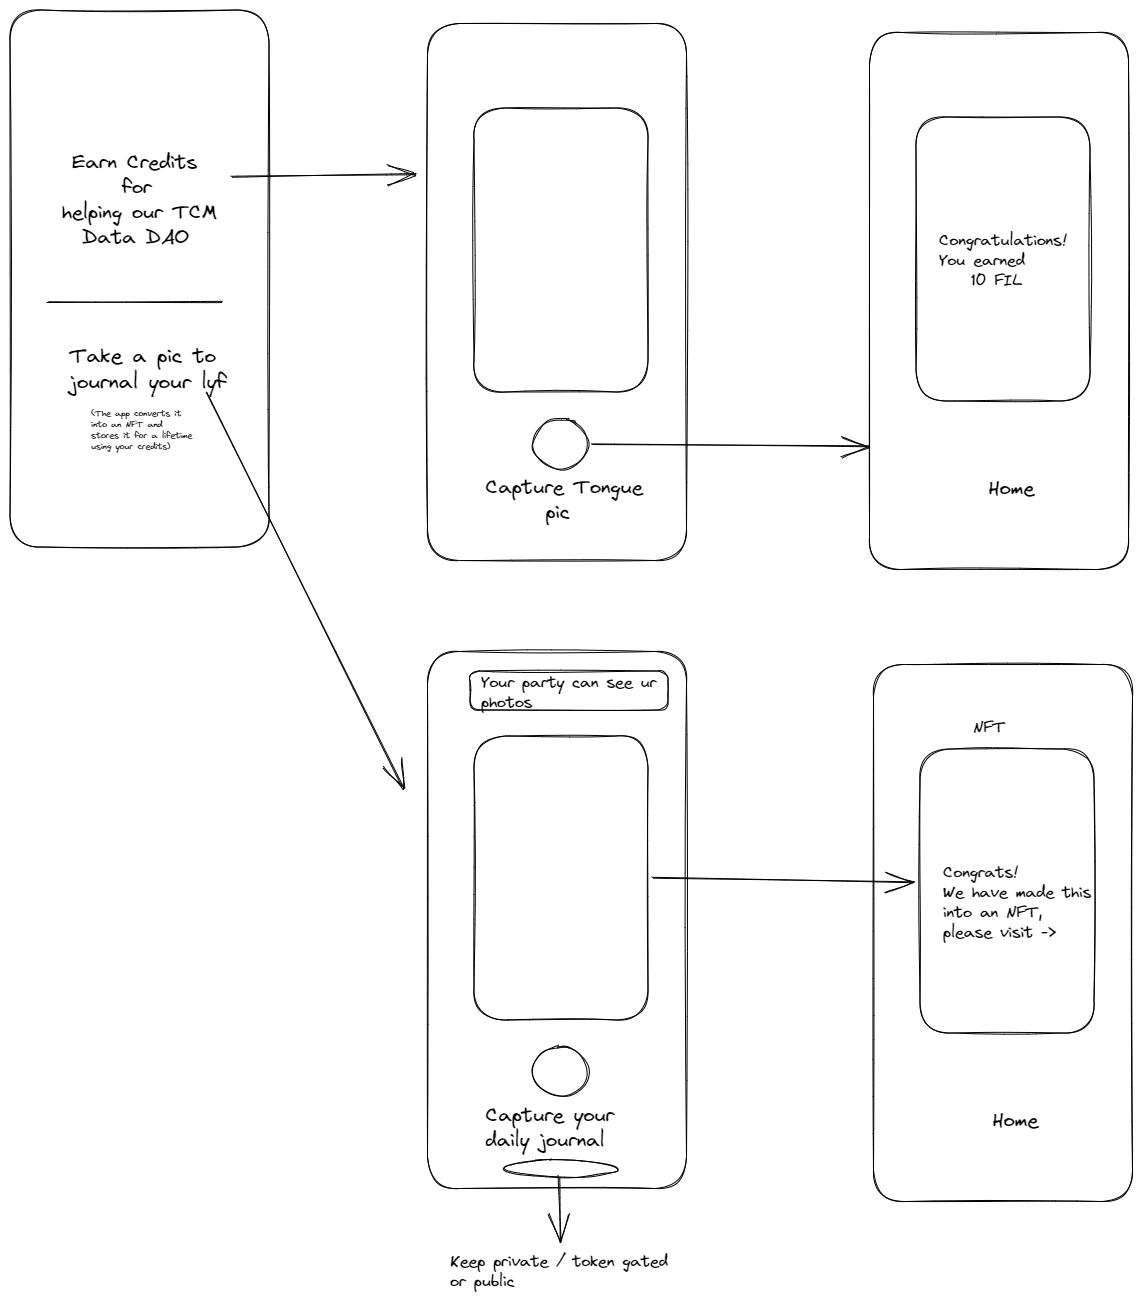 Earn Credits
for
helping our TCM
Data DAO
Take a pic to
journal your lyf
(The app converts it
into an NFT and
stores it for a lifetime
using your credits)
Capture Tongue
pic
Congratulations!
You earned
10 FIL
Home
Your party can see ur
photos
Capture your
daily journal
Keep private / token gated
or public
NFT
Congrats!
We have made this
into an NFT,
please visit ->
Home